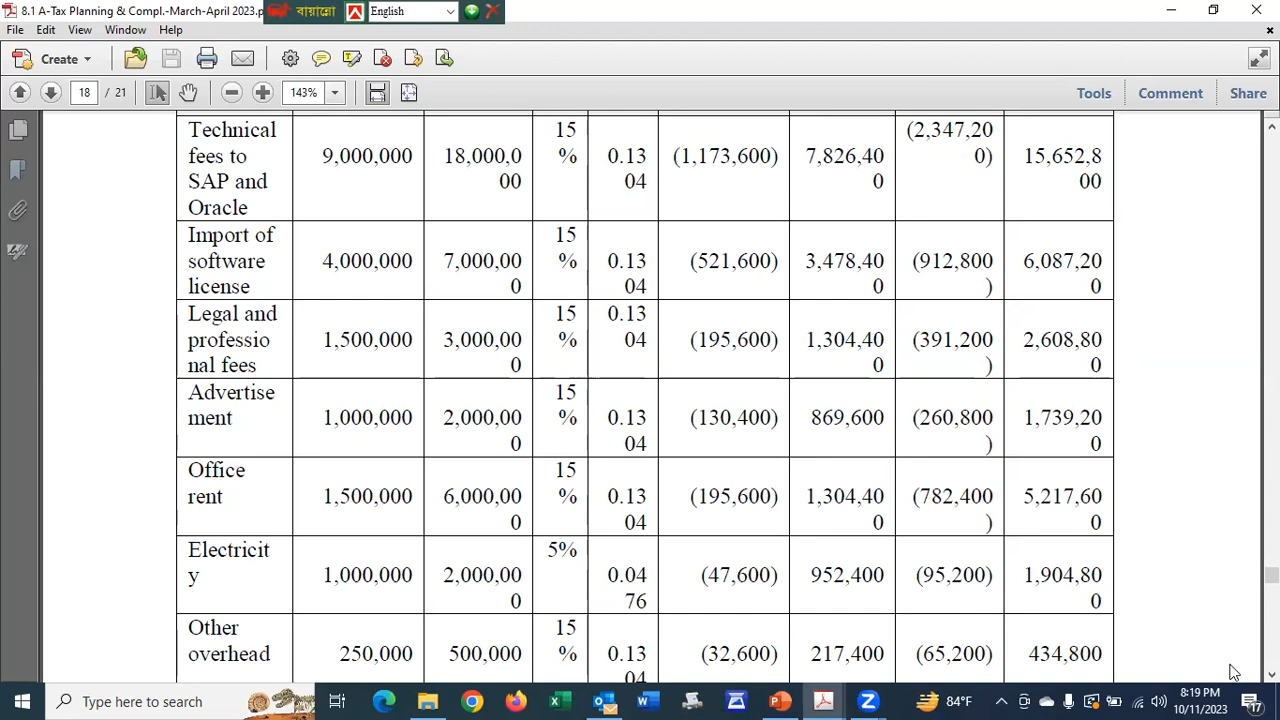 8.1 A-Tax Planning & Compl.-March-April 2023.p
বায়ান্নো
English
File Edit View Window Help
Create
18 / 21 143% Tools Comment Share
Technical fees to SAP and Oracle 9,000,000 18,000,000 15% 0.1304 (1,173,600) 7,826,400 (2,347,200) 15,652,800
Import of software license 4,000,000 7,000,000 15% 0.1304 (521,600) 3,478,400 (912,800) 6,087,200
Legal and professional fees 1,500,000 3,000,000 15% 0.1304 (195,600) 1,304,400 (391,200) 2,608,800
Advertisement 1,000,000 2,000,000 15% 0.1304 (130,400) 869,600 (260,800) 1,739,200
Office rent 1,500,000 6,000,000 15% 0.1304 (195,600) 1,304,400 (782,400) 5,217,600
Electricity 1,000,000 2,000,000 5% 0.0476 (47,600) 952,400 (95,200) 1,904,800
Other overhead 250,000 500,000 15% 0.1304 (32,600) 217,400 (65,200) 434,800
Type here to search
84°F
8:19 PM
10/11/2023
17